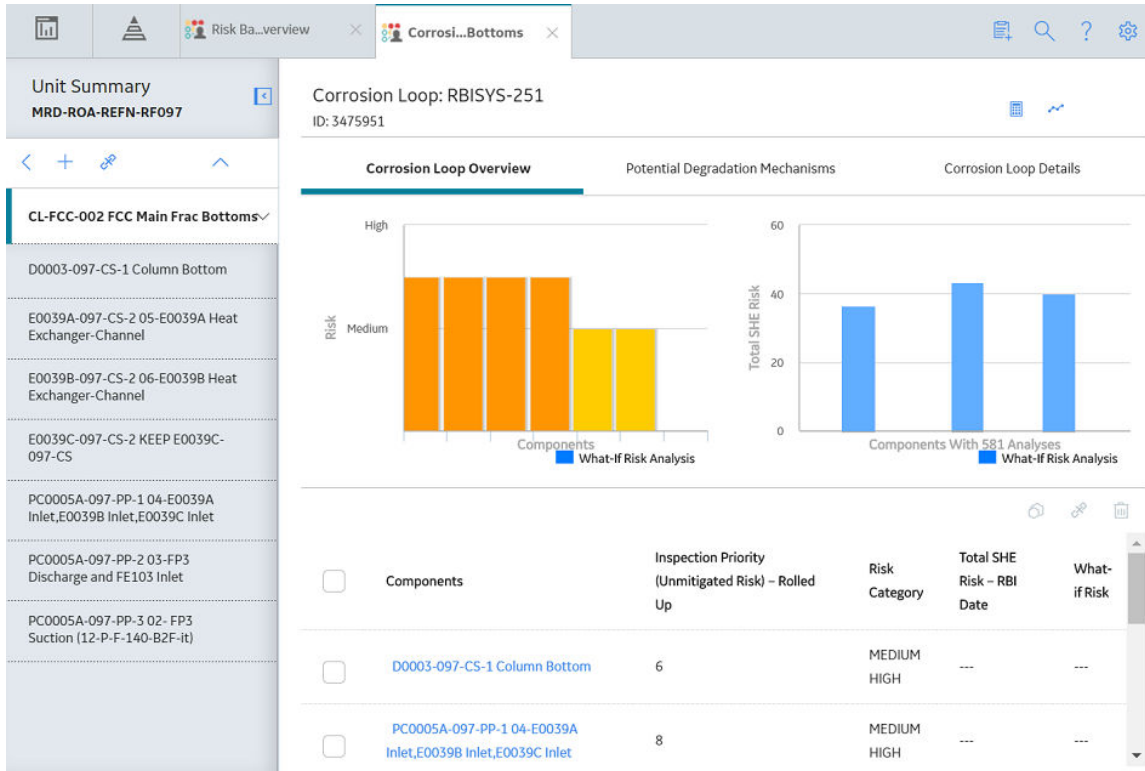 Risk Ba...verview
Corrosi...Bottoms
Unit Summary
MRD-ROA-REFN-RF097
CL-FCC-002 FCC Main Frac Bottoms
D0003-097-CS-1 Column Bottom
E0039A-097-CS-2 05-E0039A Heat
Exchanger-Channel
E0039B-097-CS-2 06-E0039B Heat
Exchanger-Channel
E0039C-097-CS-2 KEEP E0039C-
097-CS
PC0005A-097-PP-1 04-E0039A
Inlet,E0039B Inlet,E0039C Inlet
PC0005A-097-PP-2 03-FP3
Discharge and FE103 Inlet
PC0005A-097-PP-3 02- FP3
Suction (12-P-F-140-B2F-it)
Corrosion Loop: RBISYS-251
ID: 3475951
Corrosion Loop Overview
Potential Degradation Mechanisms
Corrosion Loop Details
High
Medium
Risk
Components
What-If Risk Analysis
60
40
20
0
Total SHE Risk
Components With 581 Analyses
What-If Risk Analysis
Components
Inspection Priority
(Unmitigated Risk) – Rolled
Up
Risk
Category
Total SHE
Risk – RBI
Date
What-
if Risk
D0003-097-CS-1 Column Bottom
6
MEDIUM
HIGH
---
---
PC0005A-097-PP-1 04-E0039A
Inlet,E0039B Inlet,E0039C Inlet
8
MEDIUM
HIGH
---
---